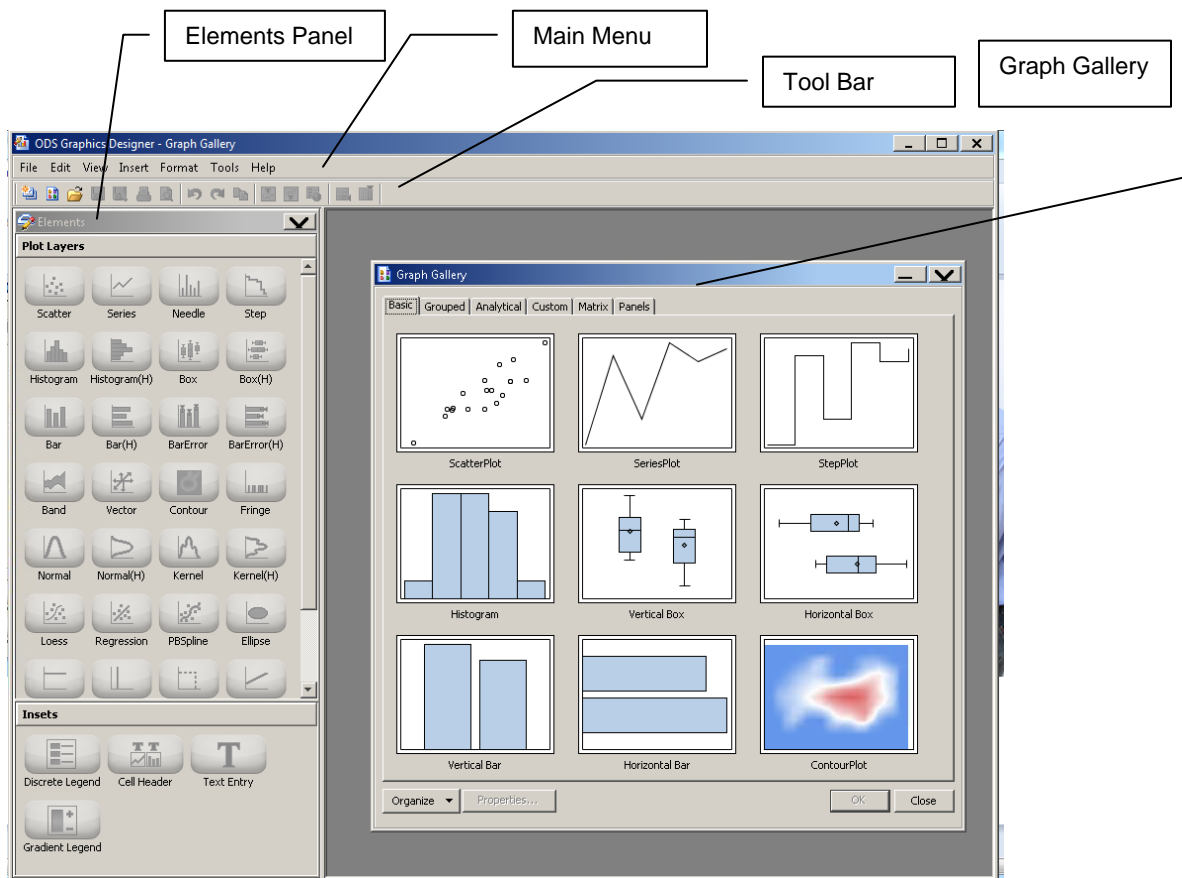 Elements Panel
Main Menu
Tool Bar
Graph Gallery
ODS Graphics Designer - Graph Gallery
File Edit View Insert Format Tools Help
Elements
Plot Layers
Scatter Series Needle Step
Histogram Histogram(H) Box Box(H)
Bar Bar(H) BarError BarError(H)
Band Vector Contour Fringe
Normal Normal(H) Kernel Kernel(H)
Loess Regression PBSpline Ellipse
Insets
Discrete Legend Cell Header Text Entry
Gradient Legend
Graph Gallery
Basic Grouped Analytical Custom Matrix Panels
ScatterPlot SeriesPlot StepPlot
Histogram Vertical Box Horizontal Box
Vertical Bar Horizontal Bar ContourPlot
Organize Properties... OK Close